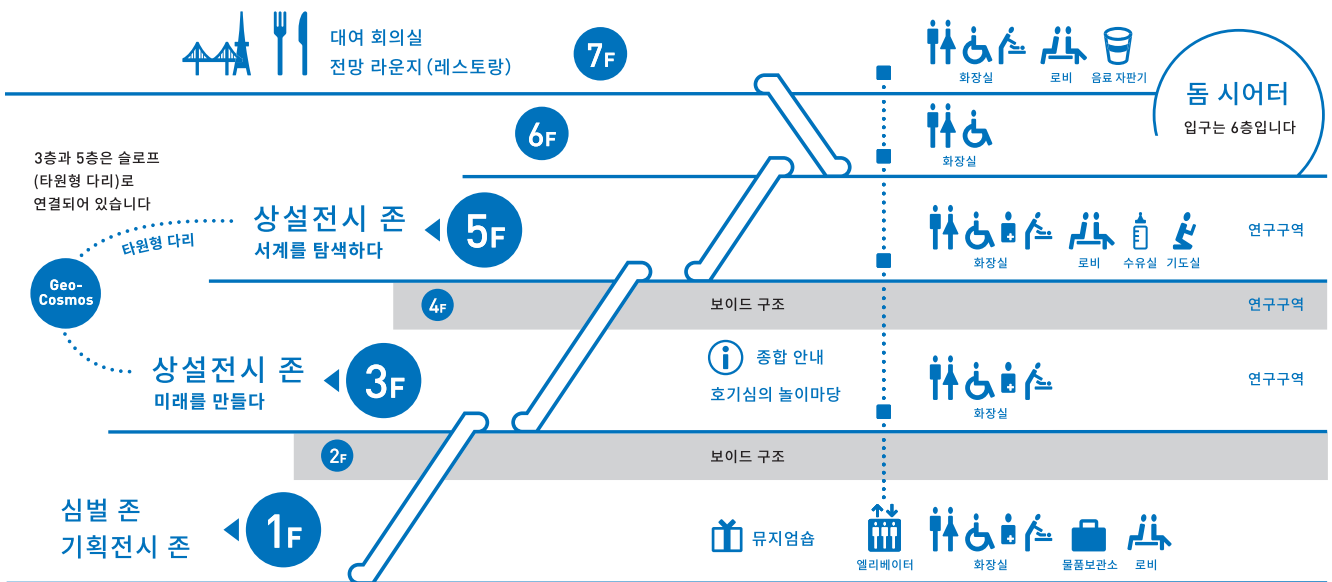 대여 회의실
전망 라운지 (레스토랑)
7F
화장실
로비
음료 자판기
돔 시어터
입구는 6층입니다
6F
화장실
3층과 5층은 슬로프
(타원형 다리)로
연결되어 있습니다
타원형 다리
상설전시 존
서계를 탐색하다
5F
화장실
로비
수유실
기도실
연구구역
Geo-
Cosmos
4F
보이드 구조
연구구역
상설전시 존
미래를 만들다
3F
종합 안내
호기심의 놀이마당
화장실
연구구역
2F
보이드 구조
심벌 존
기획전시 존
1F
뮤지엄숍
엘리베이터
화장실
물품보관소
로비